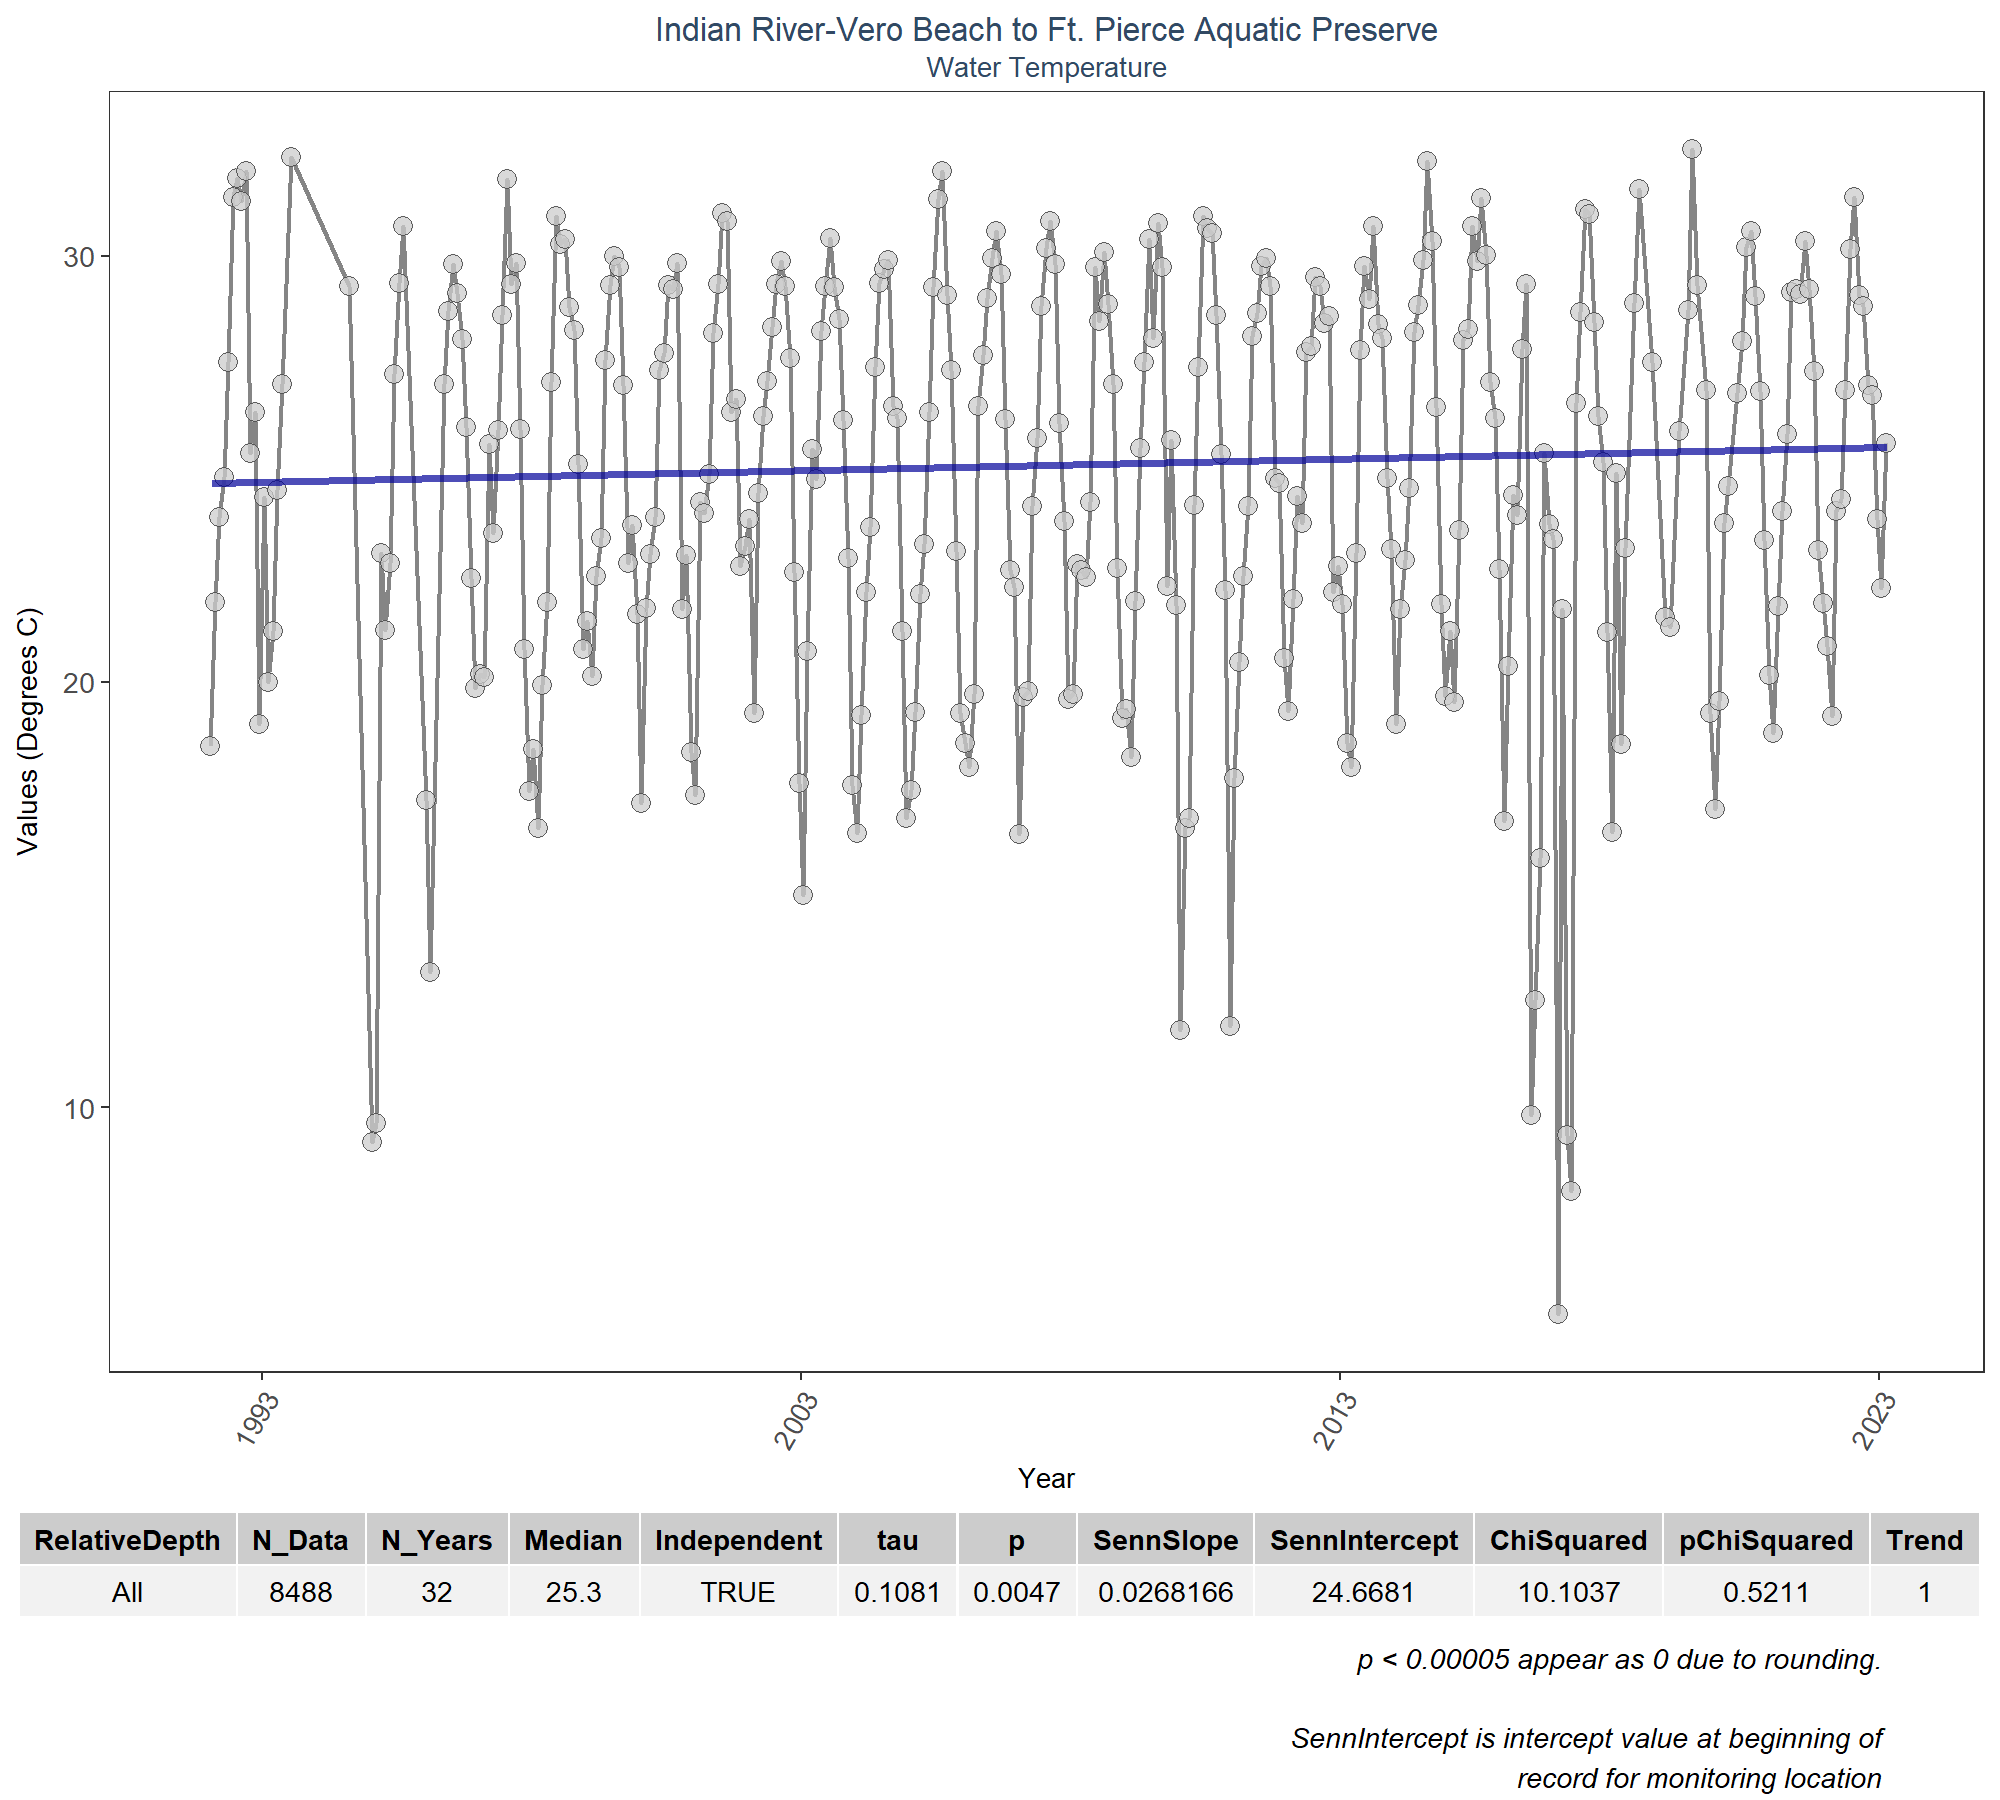 Indian River-Vero Beach to Ft. Pierce Aquatic Preserve
Water Temperature
Values (Degrees C)
30
20
10
1993
2003
2013
2023
Year
RelativeDepth N_Data N_Years Median Independent tau p SennSlope SennIntercept ChiSquared pChiSquared Trend
All 8488 32 25.3 TRUE 0.1081 0.0047 0.0268166 24.6681 10.1037 0.5211 1
p < 0.00005 appear as 0 due to rounding.
SennIntercept is intercept value at beginning of
record for monitoring location